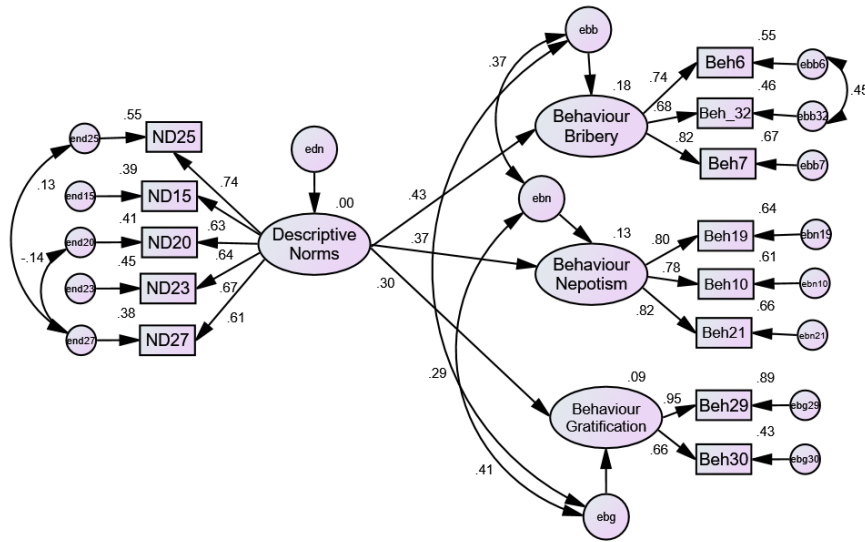 ebb
.55
.37
Beh6
ebb6
.74
.18
.46
.45
.55
.68
Behaviour
Bribery
Beh_32
ebb32
end25
ND25
.82
.67
edn
Beh7
ebb7
.13
.39
.74
.43
ebn
end15
ND15
.00
.41
.63
.13
.64
end20
ND20
Descriptive
Norms
.37
.80
Beh19
ebn19
-.14
.45
.64
Behaviour
Nepotism
.78
.61
end23
ND23
.67
.30
Beh10
ebn10
.38
.61
.82
.66
end27
ND27
Beh21
ebn21
.29
.09
.89
Behaviour
Gratification
.95
Beh29
ebg29
.43
.66
Beh30
ebg30
.41
ebg